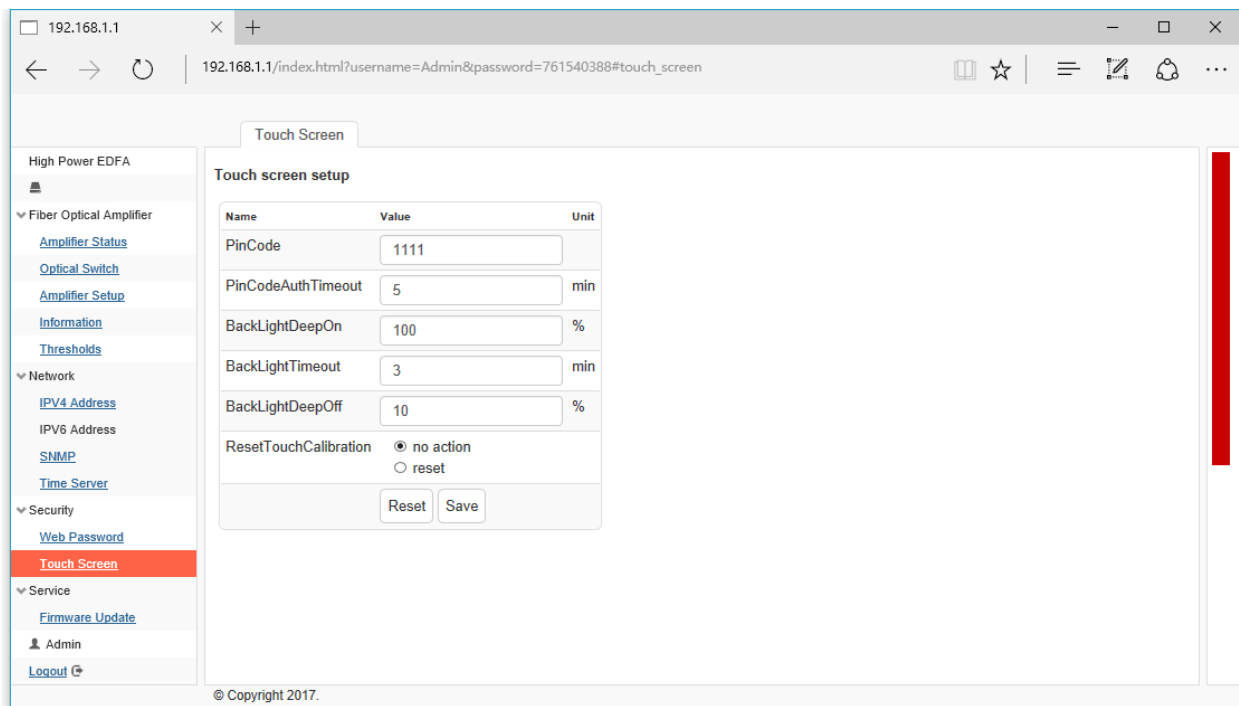 192.168.1.1
192.168.1.1/index.html?username=Admin&password=761540388#touch_screen
Touch Screen
High Power EDFA
Fiber Optical Amplifier
Amplifier Status
Optical Switch
Amplifier Setup
Information
Thresholds
Network
IPV4 Address
IPV6 Address
SNMP
Time Server
Security
Web Password
Touch Screen
Service
Firmware Update
Admin
Logout
Touch screen setup
Name Value Unit
PinCode 1111
PinCodeAuthTimeout 5 min
BackLightDeepOn 100 %
BackLightTimeout 3 min
BackLightDeepOff 10 %
ResetTouchCalibration no action
reset
Reset Save
© Copyright 2017.